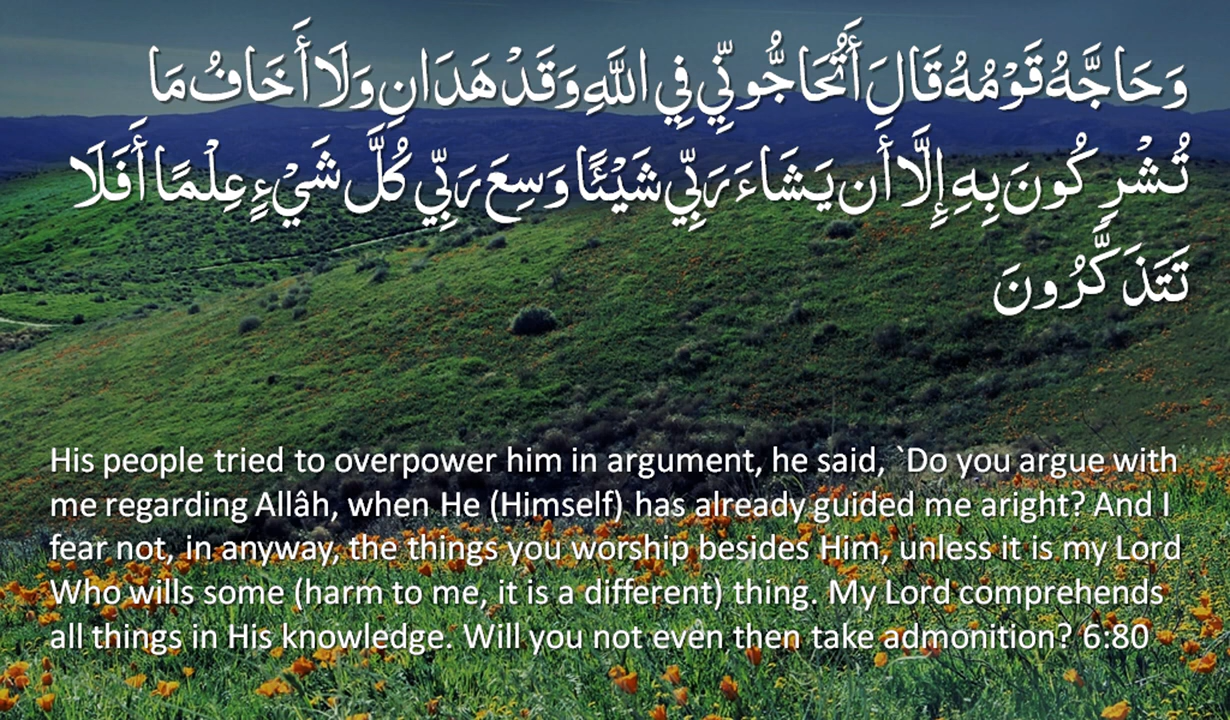 وَحَاجَّهُ قَوْمُهُ قَالَ أَتُحَاجُّونِّي فِي اللَّهِ وَقَدْ هَدَانِ وَلَا أَخَافُ مَا
تُشْرِكُونَ بِهِ إِلَّا أَن يَشَاءَ رَبِّي شَيْئًا وَسِعَ رَبِّي كُلَّ شَيْءٍ عِلْمًا أَفَلَا
تَتَذَكَّرُونَ
His people tried to overpower him in argument, he said, `Do you argue with
me regarding Allâh, when He (Himself) has already guided me aright? And I
fear not, in anyway, the things you worship besides Him, unless it is my Lord
Who wills some (harm to me, it is a different) thing. My Lord comprehends
all things in His knowledge. Will you not even then take admonition? 6:80